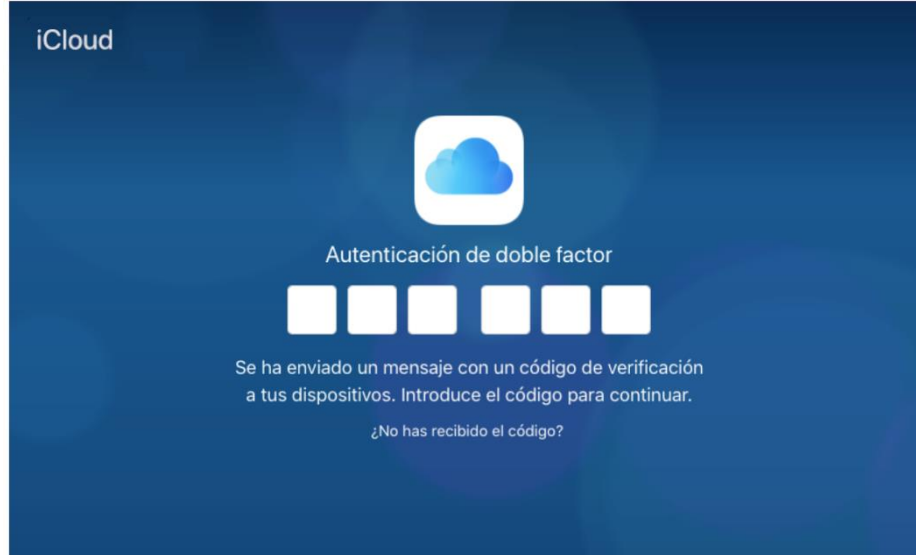 iCloud
Autenticación de doble factor
Se ha enviado un mensaje con un código de verificación
a tus dispositivos. Introduce el código para continuar.
¿No has recibido el código?